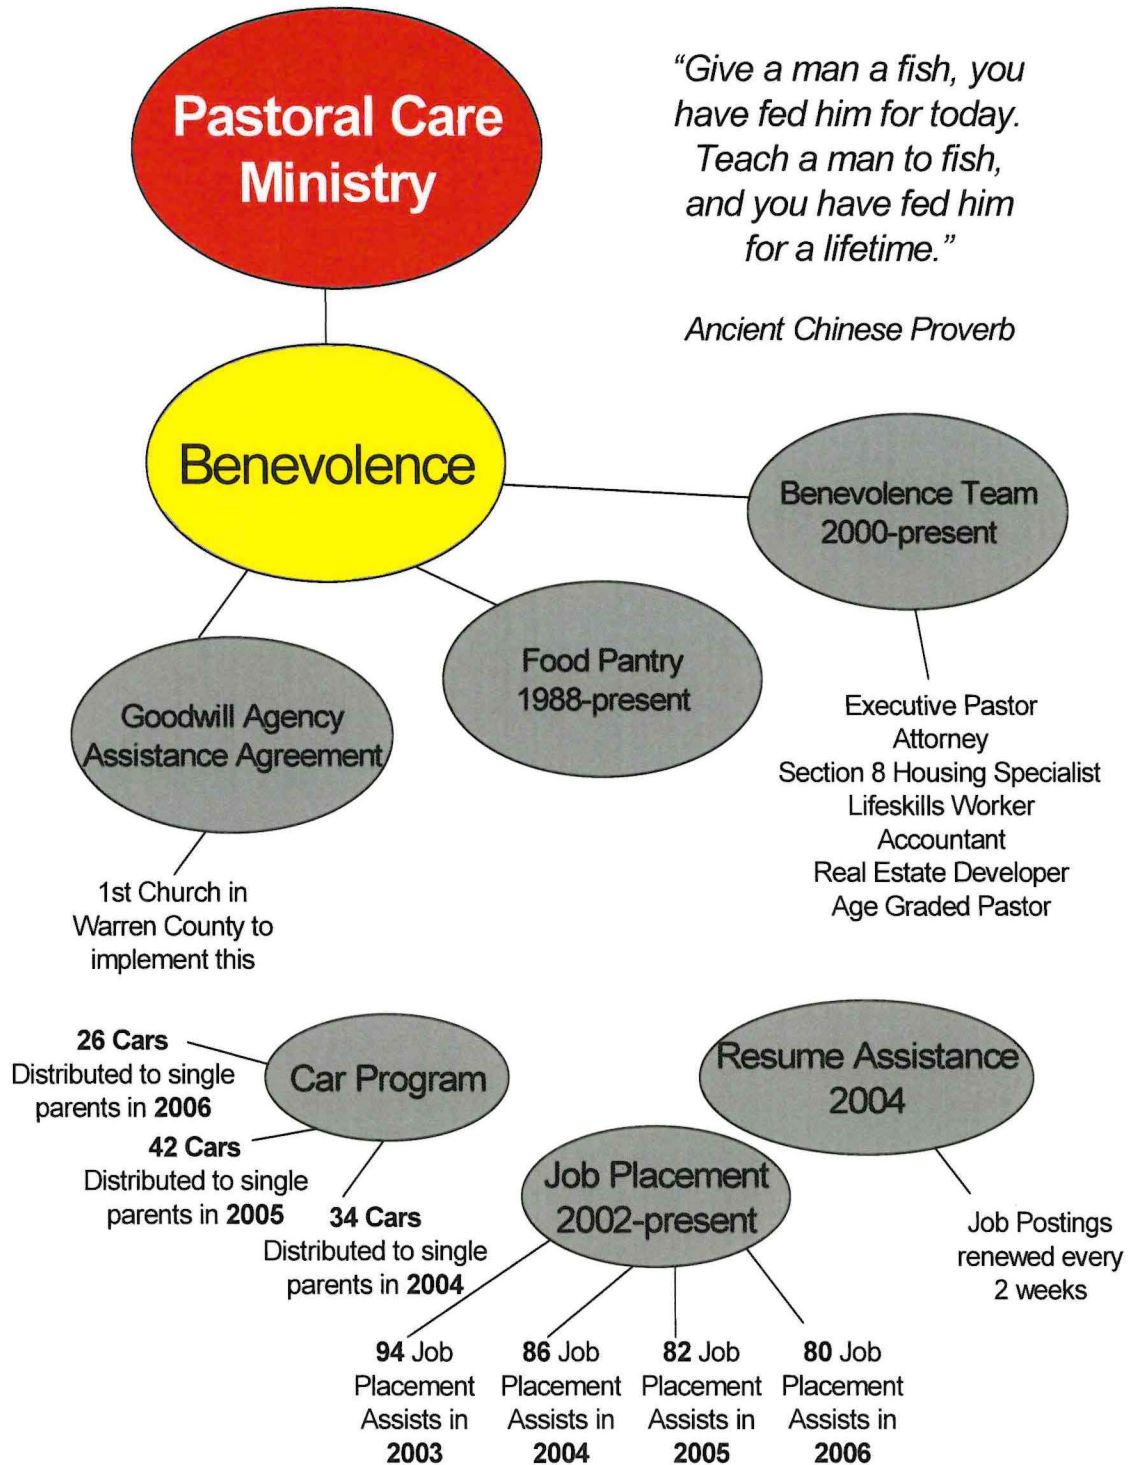 Pastoral Care
Ministry
“Give a man a fish, you
have fed him for today.
Teach a man to fish,
and you have fed him
for a lifetime.”
Ancient Chinese Proverb
Benevolence
Benevolence Team
2000-present
Food Pantry
1988-present
Goodwill Agency
Assistance Agreement
Executive Pastor
Attorney
Section 8 Housing Specialist
Lifeskills Worker
Accountant
Real Estate Developer
Age Graded Pastor
1st Church in
Warren County to
implement this
26 Cars
Distributed to single
parents in 2006
Car Program
Resume Assistance
2004
42 Cars
Distributed to single
parents in 2005
34 Cars
Distributed to single
parents in 2004
Job Placement
2002-present
Job Postings
renewed every
2 weeks
94 Job
Placement
Assists in
2003
86 Job
Placement
Assists in
2004
82 Job
Placement
Assists in
2005
80 Job
Placement
Assists in
2006